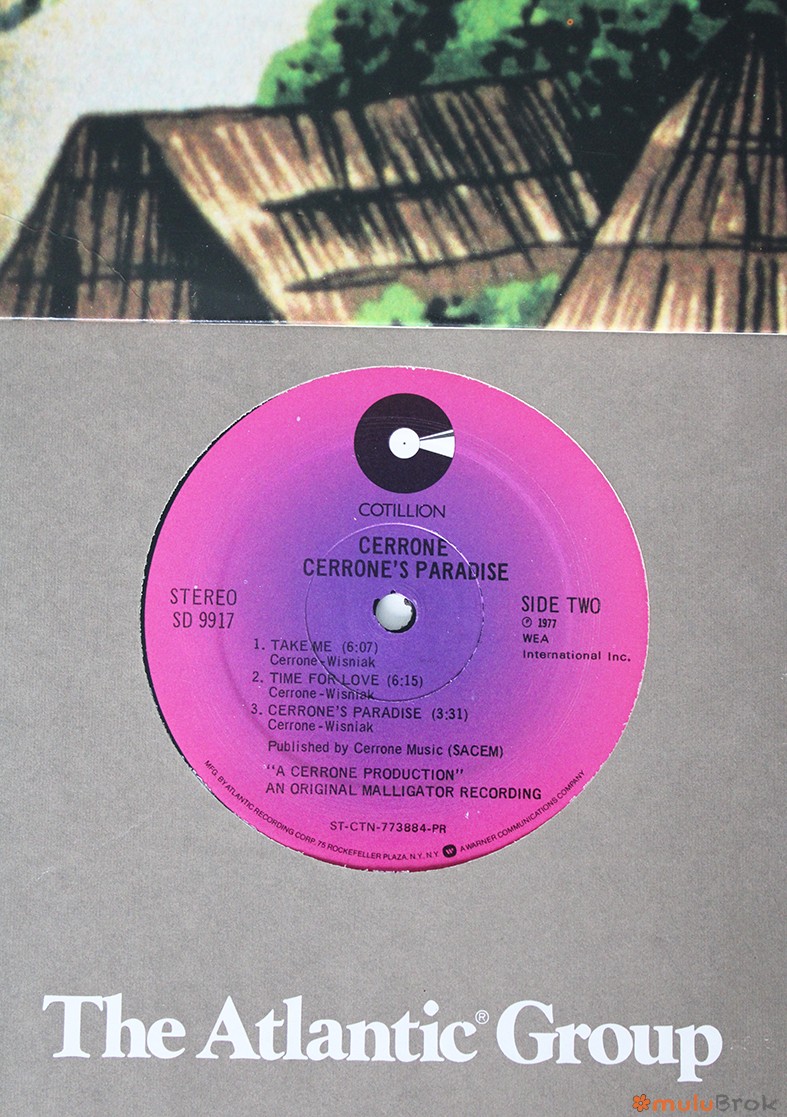 COTILLION
CERRONE
CERRONE'S PARADISE
STEREO
SD 9917
SIDE TWO
℗ 1977
WEA
International Inc.
1. TAKE ME (6:07)
Cerrone-Wisniak
2. TIME FOR LOVE (6:15)
Cerrone-Wisniak
3. CERRONE'S PARADISE (3:31)
Cerrone-Wisniak
Published by Cerrone Music (SACEM)
"A CERRONE PRODUCTION"
AN ORIGINAL MALLIGATOR RECORDING
ST-CTN-773884-PR
MFG. BY ATLANTIC RECORDING CORP. 75 ROCKEFELLER PLAZA, N.Y. N.Y. A WARNER COMMUNICATIONS COMPANY
The Atlantic® Group
muluBrok